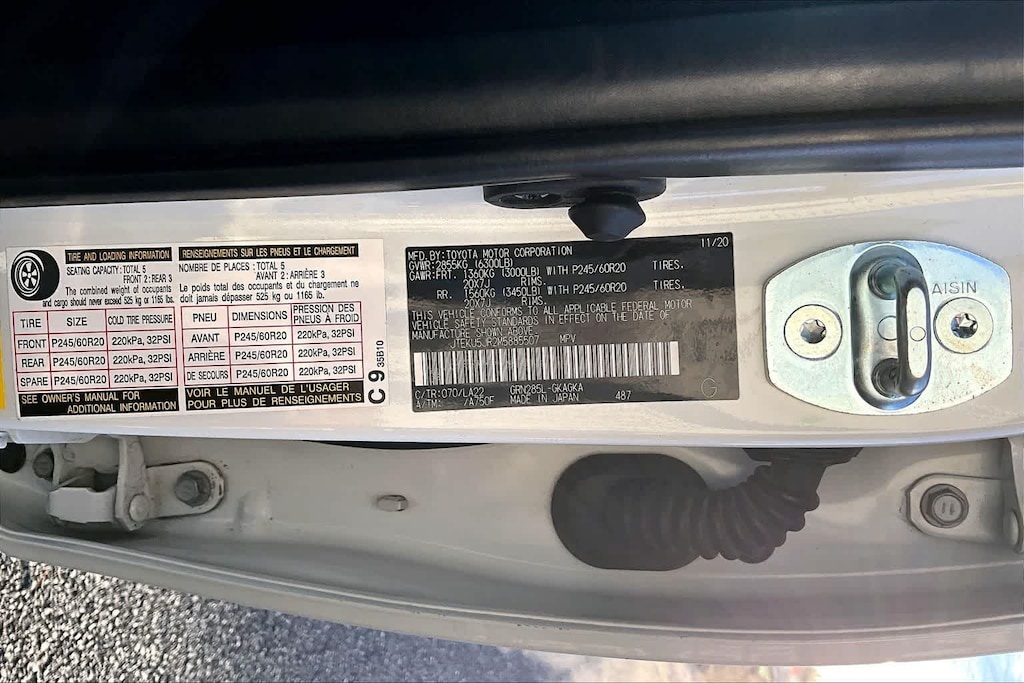 TIRE AND LOADING INFORMATION
SEATING CAPACITY: TOTAL 5
FRONT 2: REAR 3
The combined weight of occupants
and cargo should never exceed 525 kg or 1165 lb.
RENSEIGNEMENTS SUR LES PNEUS ET LE CHARGEMENT
NOMBRE DE PLACES: TOTAL 5
AVANT 2: ARRIÈRE 3
Le poids total des occupants et du chargement ne
doit jamais dépasser 525 kg ou 1165 lb.
TIRE SIZE COLD TIRE PRESSURE
FRONT P245/60R20 220kPa, 32PSI
REAR P245/60R20 220kPa, 32PSI
SPARE P245/60R20 220kPa, 32PSI
PNEU DIMENSIONS PRESSION DES PNEUS À FROID
AVANT P245/60R20 220kPa, 32PSI
ARRIÈRE P245/60R20 220kPa, 32PSI
DE SECOURS P245/60R20 220kPa, 32PSI
SEE OWNER'S MANUAL FOR
ADDITIONAL INFORMATION
VOIR LE MANUEL DE L'USAGER
POUR PLUS DE RENSEIGNEMENTS
C9 35B10
MFD.BY:TOYOTA MOTOR CORPORATION 11/20
GVWR:2855KG (6300LB)
GAWR:FRT. 1360KG (3000LB) WITH P245/60R20 TIRES.
20X7J RIMS.
RR. 1560KG (3450LB) WITH P245/60R20 TIRES.
20X7J RIMS.
THIS VEHICLE CONFORMS TO ALL APPLICABLE FEDERAL MOTOR
VEHICLE SAFETY STANDARDS IN EFFECT ON THE DATE OF
MANUFACTURE SHOWN ABOVE.
JTEKU5JR2M5885507 MPV
C/TR:070/LA22 GRN285L-GKAGKA
A/TM: /A750F MADE IN JAPAN 487
G
AISIN